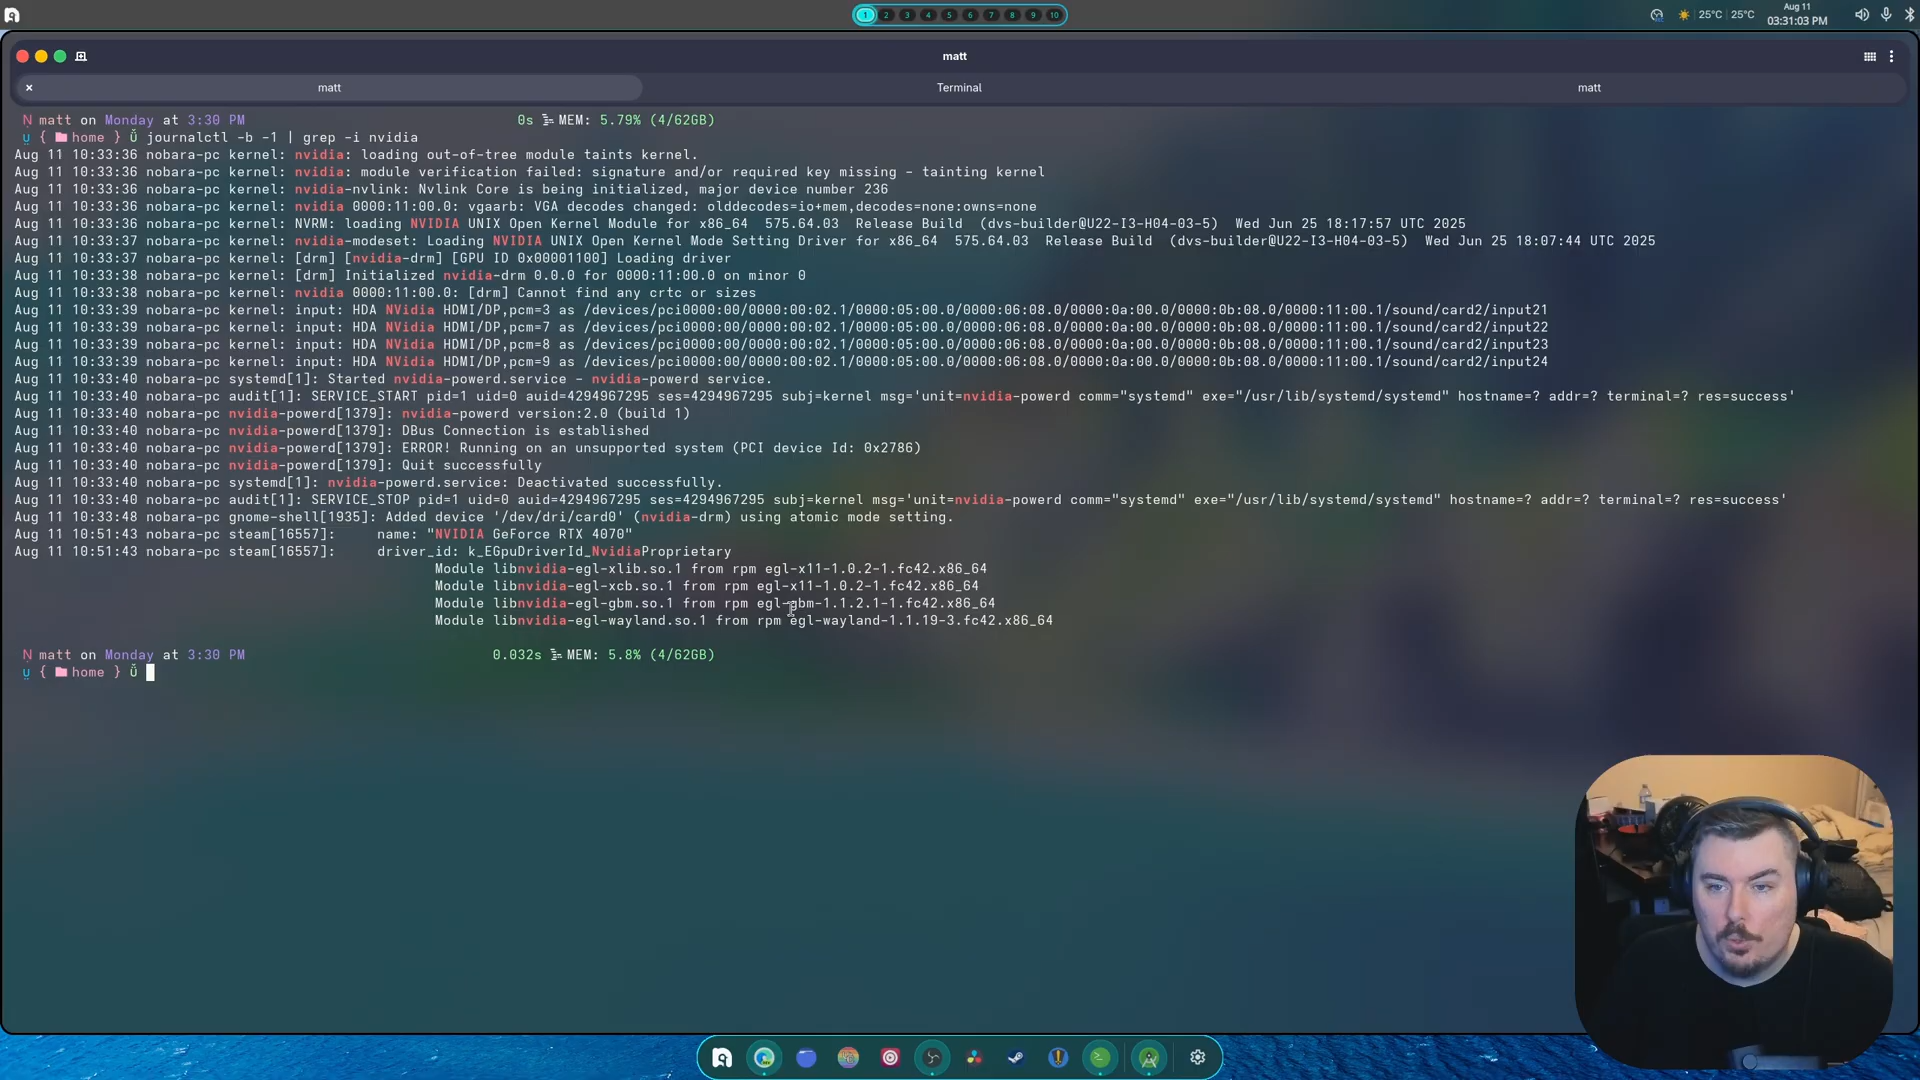 1 2 3 4 5 6 7 8 9 10
25°C 25°C
Aug 11
03:31:03 PM
matt
matt
Terminal
matt
matt on Monday at 3:30 PM 0s MEM: 5.79% (4/62GB)
{ home } journalctl -b -1 | grep -i nvidia
Aug 11 10:33:36 nobara-pc kernel: nvidia: loading out-of-tree module taints kernel.
Aug 11 10:33:36 nobara-pc kernel: nvidia: module verification failed: signature and/or required key missing - tainting kernel
Aug 11 10:33:36 nobara-pc kernel: nvidia-nvlink: Nvlink Core is being initialized, major device number 236
Aug 11 10:33:36 nobara-pc kernel: nvidia 0000:11:00.0: vgaarb: VGA decodes changed: olddecodes=io+mem,decodes=none:owns=none
Aug 11 10:33:36 nobara-pc kernel: NVRM: loading NVIDIA UNIX Open Kernel Module for x86_64  575.64.03  Release Build  (dvs-builder@U22-I3-H04-03-5)  Wed Jun 25 18:17:57 UTC 2025
Aug 11 10:33:37 nobara-pc kernel: nvidia-modeset: Loading NVIDIA UNIX Open Kernel Mode Setting Driver for x86_64  575.64.03  Release Build  (dvs-builder@U22-I3-H04-03-5)  Wed Jun 25 18:07:44 UTC 2025
Aug 11 10:33:37 nobara-pc kernel: [drm] [nvidia-drm] [GPU ID 0x00001100] Loading driver
Aug 11 10:33:38 nobara-pc kernel: [drm] Initialized nvidia-drm 0.0.0 for 0000:11:00.0 on minor 0
Aug 11 10:33:38 nobara-pc kernel: nvidia 0000:11:00.0: [drm] Cannot find any crtc or sizes
Aug 11 10:33:39 nobara-pc kernel: input: HDA NVidia HDMI/DP,pcm=3 as /devices/pci0000:00/0000:00:02.1/0000:05:00.0/0000:06:08.0/0000:0a:00.0/0000:0b:08.0/0000:11:00.1/sound/card2/input21
Aug 11 10:33:39 nobara-pc kernel: input: HDA NVidia HDMI/DP,pcm=7 as /devices/pci0000:00/0000:00:02.1/0000:05:00.0/0000:06:08.0/0000:0a:00.0/0000:0b:08.0/0000:11:00.1/sound/card2/input22
Aug 11 10:33:39 nobara-pc kernel: input: HDA NVidia HDMI/DP,pcm=8 as /devices/pci0000:00/0000:00:02.1/0000:05:00.0/0000:06:08.0/0000:0a:00.0/0000:0b:08.0/0000:11:00.1/sound/card2/input23
Aug 11 10:33:39 nobara-pc kernel: input: HDA NVidia HDMI/DP,pcm=9 as /devices/pci0000:00/0000:00:02.1/0000:05:00.0/0000:06:08.0/0000:0a:00.0/0000:0b:08.0/0000:11:00.1/sound/card2/input24
Aug 11 10:33:40 nobara-pc systemd[1]: Started nvidia-powerd.service - nvidia-powerd service.
Aug 11 10:33:40 nobara-pc audit[1]: SERVICE_START pid=1 uid=0 auid=4294967295 ses=4294967295 subj=kernel msg='unit=nvidia-powerd comm="systemd" exe="/usr/lib/systemd/systemd" hostname=? addr=? terminal=? res=success'
Aug 11 10:33:40 nobara-pc nvidia-powerd[1379]: nvidia-powerd version:2.0 (build 1)
Aug 11 10:33:40 nobara-pc nvidia-powerd[1379]: DBus Connection is established
Aug 11 10:33:40 nobara-pc nvidia-powerd[1379]: ERROR! Running on an unsupported system (PCI device Id: 0x2786)
Aug 11 10:33:40 nobara-pc nvidia-powerd[1379]: Quit successfully
Aug 11 10:33:40 nobara-pc systemd[1]: nvidia-powerd.service: Deactivated successfully.
Aug 11 10:33:40 nobara-pc audit[1]: SERVICE_STOP pid=1 uid=0 auid=4294967295 ses=4294967295 subj=kernel msg='unit=nvidia-powerd comm="systemd" exe="/usr/lib/systemd/systemd" hostname=? addr=? terminal=? res=success'
Aug 11 10:33:48 nobara-pc gnome-shell[1935]: Added device '/dev/dri/card0' (nvidia-drm) using atomic mode setting.
Aug 11 10:51:43 nobara-pc steam[16557]:     name: "NVIDIA GeForce RTX 4070"
Aug 11 10:51:43 nobara-pc steam[16557]:     driver_id: k_EGpuDriverId_NvidiaProprietary
Module libnvidia-egl-xlib.so.1 from rpm egl-x11-1.0.2-1.fc42.x86_64
Module libnvidia-egl-xcb.so.1 from rpm egl-x11-1.0.2-1.fc42.x86_64
Module libnvidia-egl-gbm.so.1 from rpm egl-gbm-1.1.2.1-1.fc42.x86_64
Module libnvidia-egl-wayland.so.1 from rpm egl-wayland-1.1.19-3.fc42.x86_64
matt on Monday at 3:30 PM 0.032s MEM: 5.8% (4/62GB)
{ home }